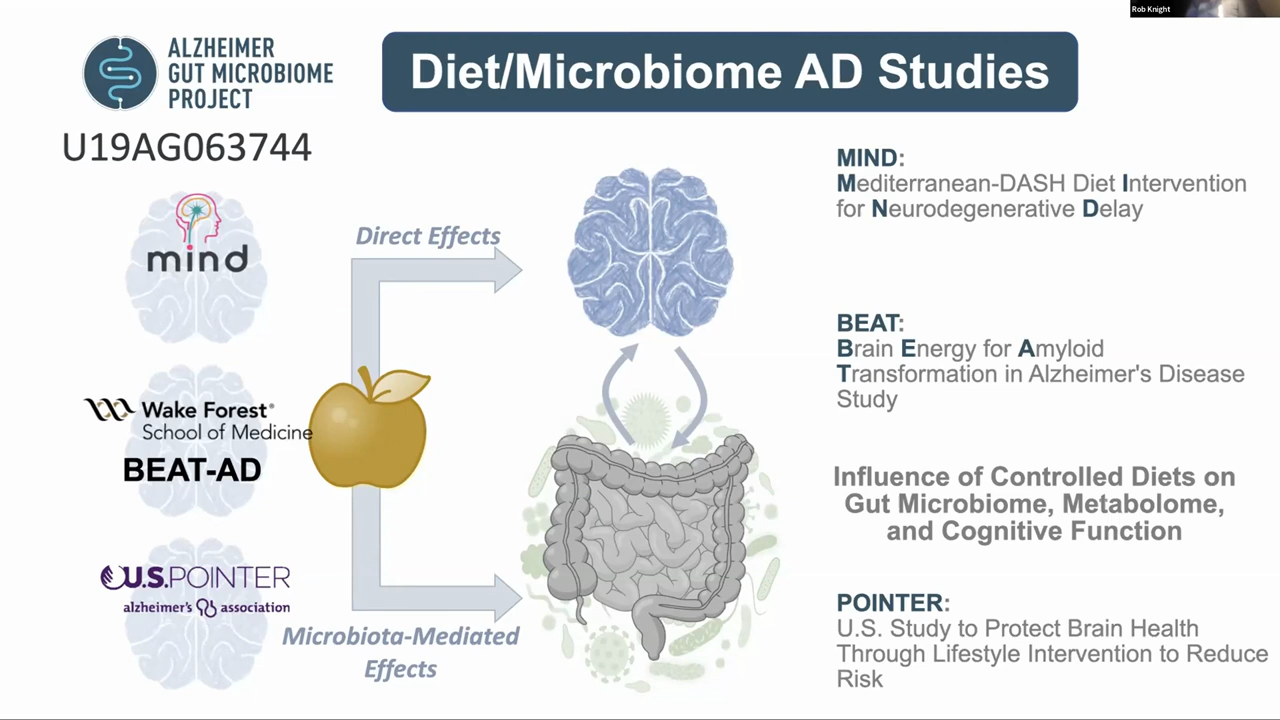 Rob Knight
ALZHEIMER
GUT MICROBIOME
PROJECT
U19AG063744
Diet/Microbiome AD Studies
mind
Wake Forest®
School of Medicine
BEAT-AD
U.S.POINTER
alzheimer's association
Direct Effects
Microbiota-Mediated
Effects
MIND:
Mediterranean-DASH Diet Intervention
for Neurodegenerative Delay
BEAT:
Brain Energy for Amyloid
Transformation in Alzheimer's Disease
Study
Influence of Controlled Diets on
Gut Microbiome, Metabolome,
and Cognitive Function
POINTER:
U.S. Study to Protect Brain Health
Through Lifestyle Intervention to Reduce
Risk